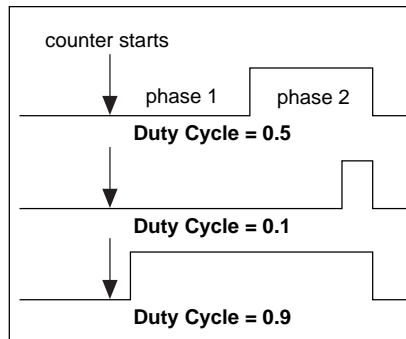 counter starts
phase 1
phase 2
Duty Cycle = 0.5
Duty Cycle = 0.1
Duty Cycle = 0.9